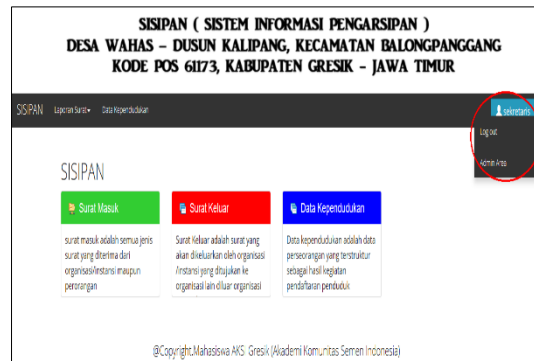 SISIPAN ( SISTEM INFORMASI PENGARSIPAN )
DESA WAHAS – DUSUN KALIPANG, KECAMATAN BALONGPANGGANG
KODE POS 61173, KABUPATEN GRESIK – JAWA TIMUR
SISIPAN Laporan Surat Data Kependudukan sekretaris
Log out
Admin Area
SISIPAN
Surat Masuk
surat masuk adalah semua jenis
surat yang diterima dari
organisasi/instansi maupun
perorangan
Surat Keluar
Surat Keluar adalah surat yang
akan dikeluarkan oleh organisasi
/instansi yang ditujukan ke
organisasi lain diluar organisasi
Data Kependudukan
Data kependudukan adalah data
perseorangan yang terstruktur
sebagai hasil kegiatan
pendaftaran penduduk
@Copyright.Mahasiswa AKS. Gresik (Akademi Komunitas Semen Indonesia)